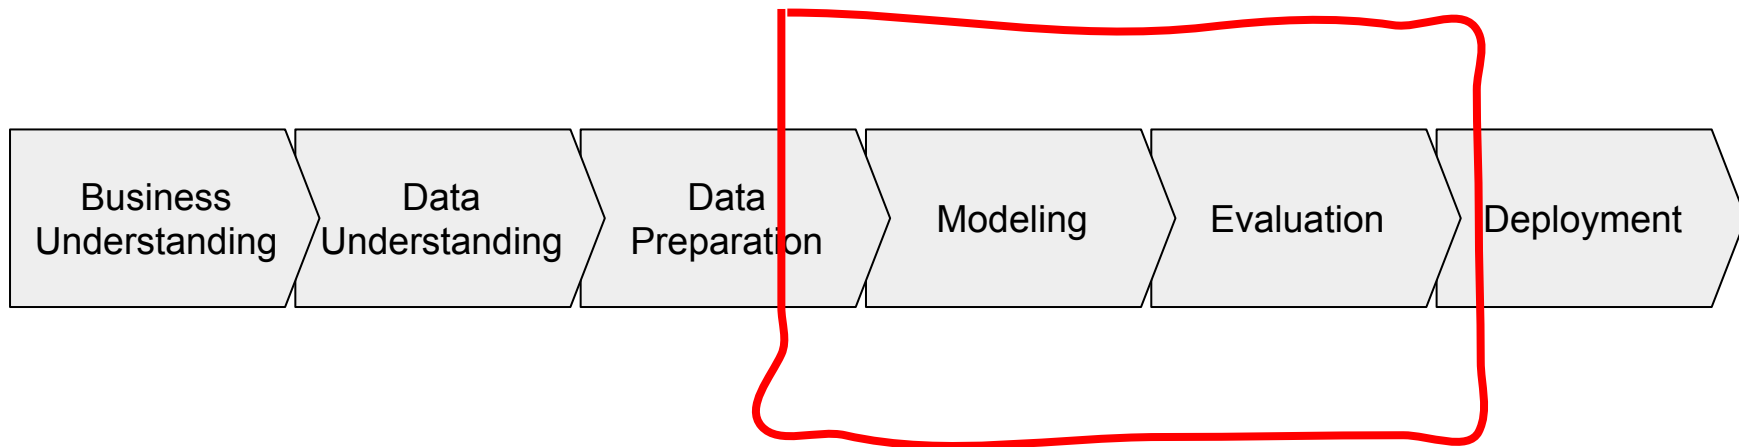 Business
Understanding
Data
Understanding
Data
Preparation
Modeling
Evaluation
Deployment